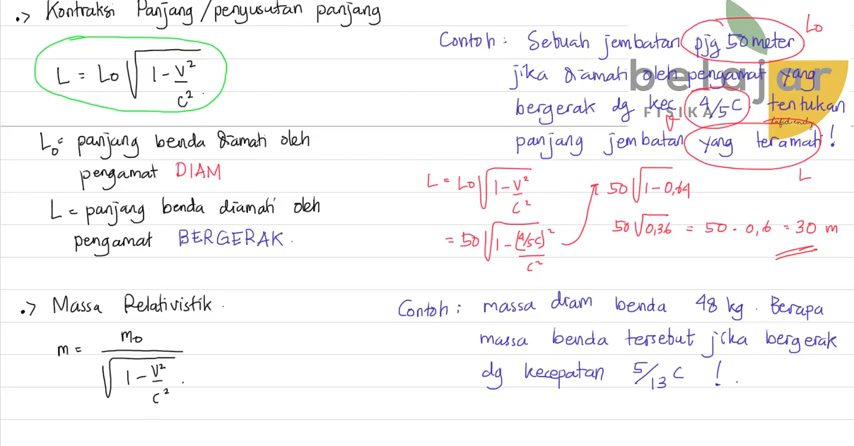 .> Kontraksi Panjang/penyusutan panjang
L = Lo √(1 - V²/c²)
Lo = panjang benda diamati oleh
pengamat DIAM
L = panjang benda diamati oleh
pengamat BERGERAK.
Contoh : Sebuah jembatan pjg 50 meter
Lo
jika diamati oleh pengamat yang
bergerak dg kec 4/5 C tentukan
panjang jembatan yang teramati !
L
belajar
FISIKA
L = Lo √(1 - V²/c²)
= 50 √(1 - (4/5c)²/c²)
50 √(1 - 0,64)
50 √0,36 = 50 · 0,6 = 30 m
.> Massa Relativistik.
m = mo / √(1 - V²/c²).
Contoh : massa diam benda 48 kg. Berapa
massa benda tersebut jika bergerak
dg kecepatan 5/13 C !